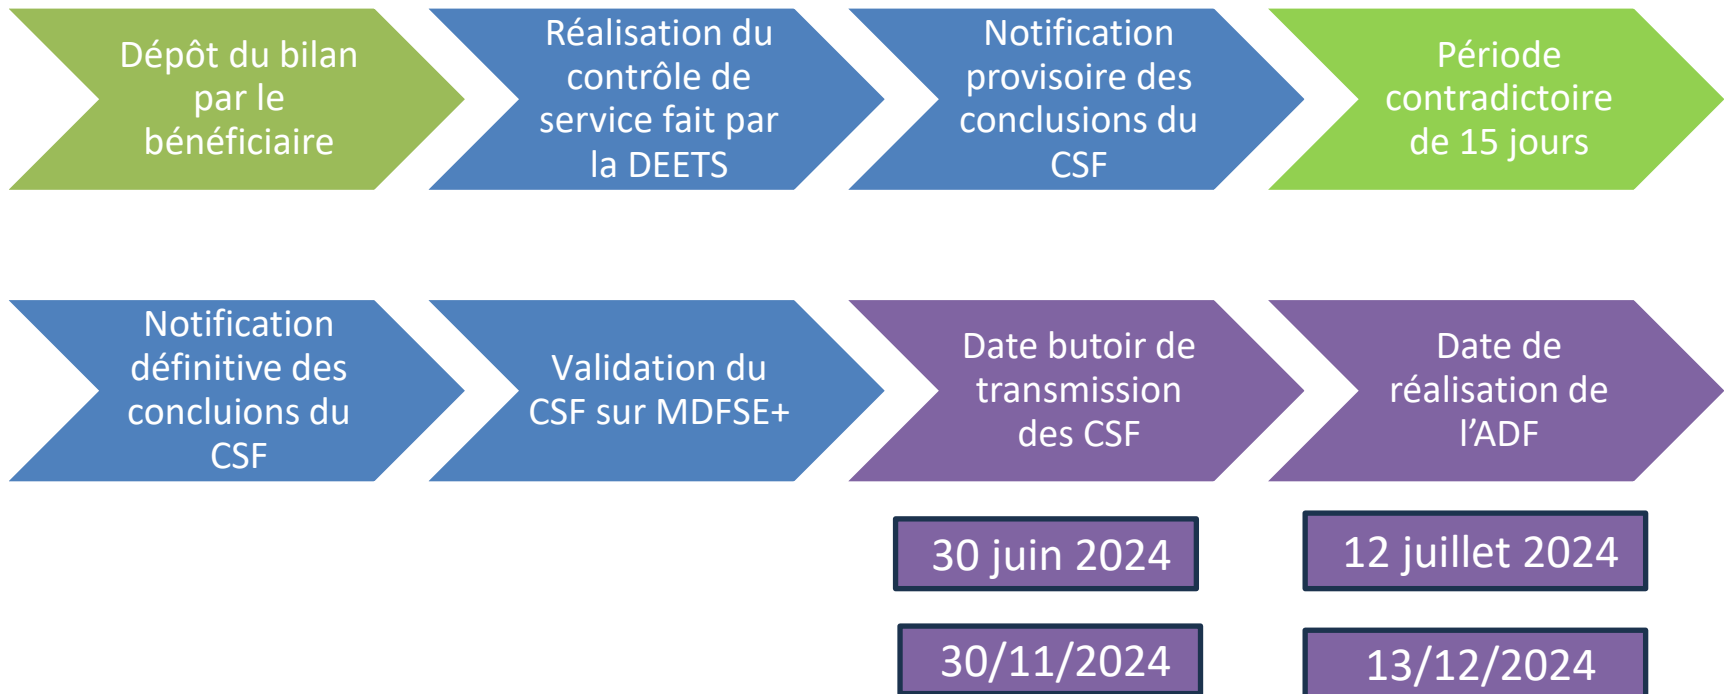 Dépôt du bilan
par le
bénéficiaire
Réalisation du
contrôle de
service fait par
la DEETS
Notification
provisoire des
conclusions du
CSF
Période
contradictoire
de 15 jours
Notification
définitive des
concluions du
CSF
Validation du
CSF sur MDFSE+
Date butoir de
transmission
des CSF
Date de
réalisation de
l’ADF
30 juin 2024
12 juillet 2024
30/11/2024
13/12/2024